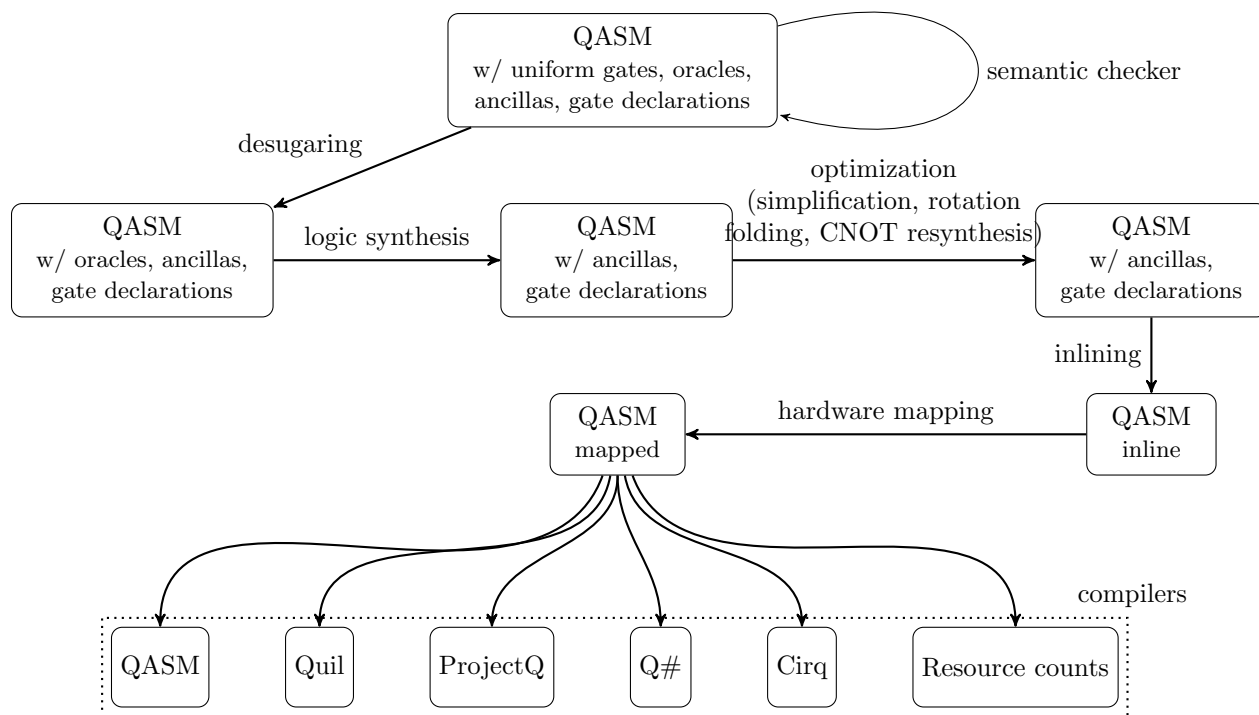 QASM
w/ uniform gates, oracles,
ancillas, gate declarations
semantic checker
desugaring
QASM
w/ oracles, ancillas,
gate declarations
logic synthesis
QASM
w/ ancillas,
gate declarations
optimization
(simplification, rotation
folding, CNOT resynthesis)
QASM
w/ ancillas,
gate declarations
inlining
QASM
mapped
hardware mapping
QASM
inline
compilers
QASM
Quil
ProjectQ
Q#
Cirq
Resource counts